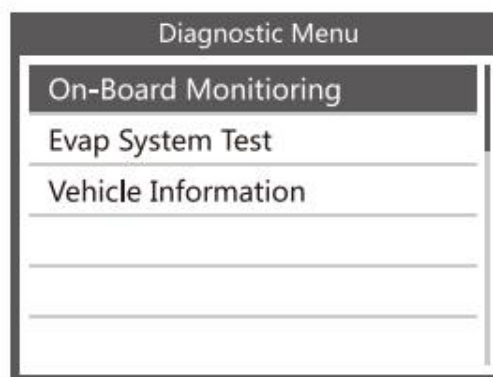 Diagnostic Menu
On-Board Monitioring
Evap System Test
Vehicle Information